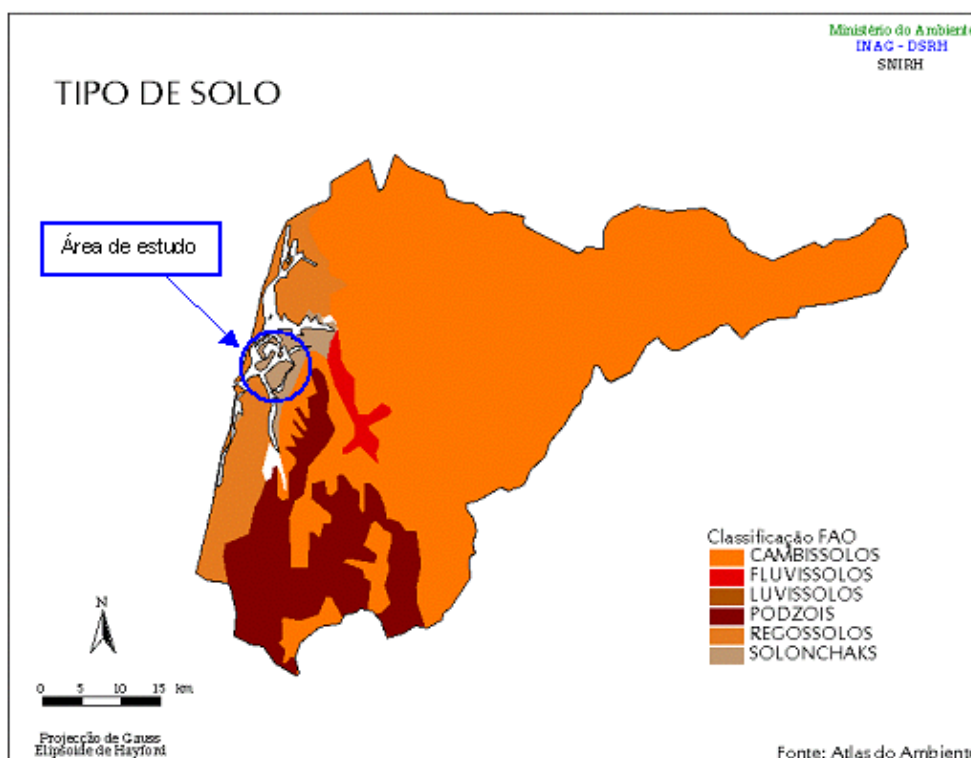 Ministério do Ambiente
INAG - DSRH
SNIRH
TIPO DE SOLO
Área de estudo
Classificação FAO
CAMBISSOLOS
FLUVISSOLOS
LUVISSOLOS
PODZOIS
REGOSSOLOS
SOLONCHAKS
N
0 5 10 15 km
Projecção de Gauss
Elipsóide de Hayford
Fonte: Atlas do Ambiente